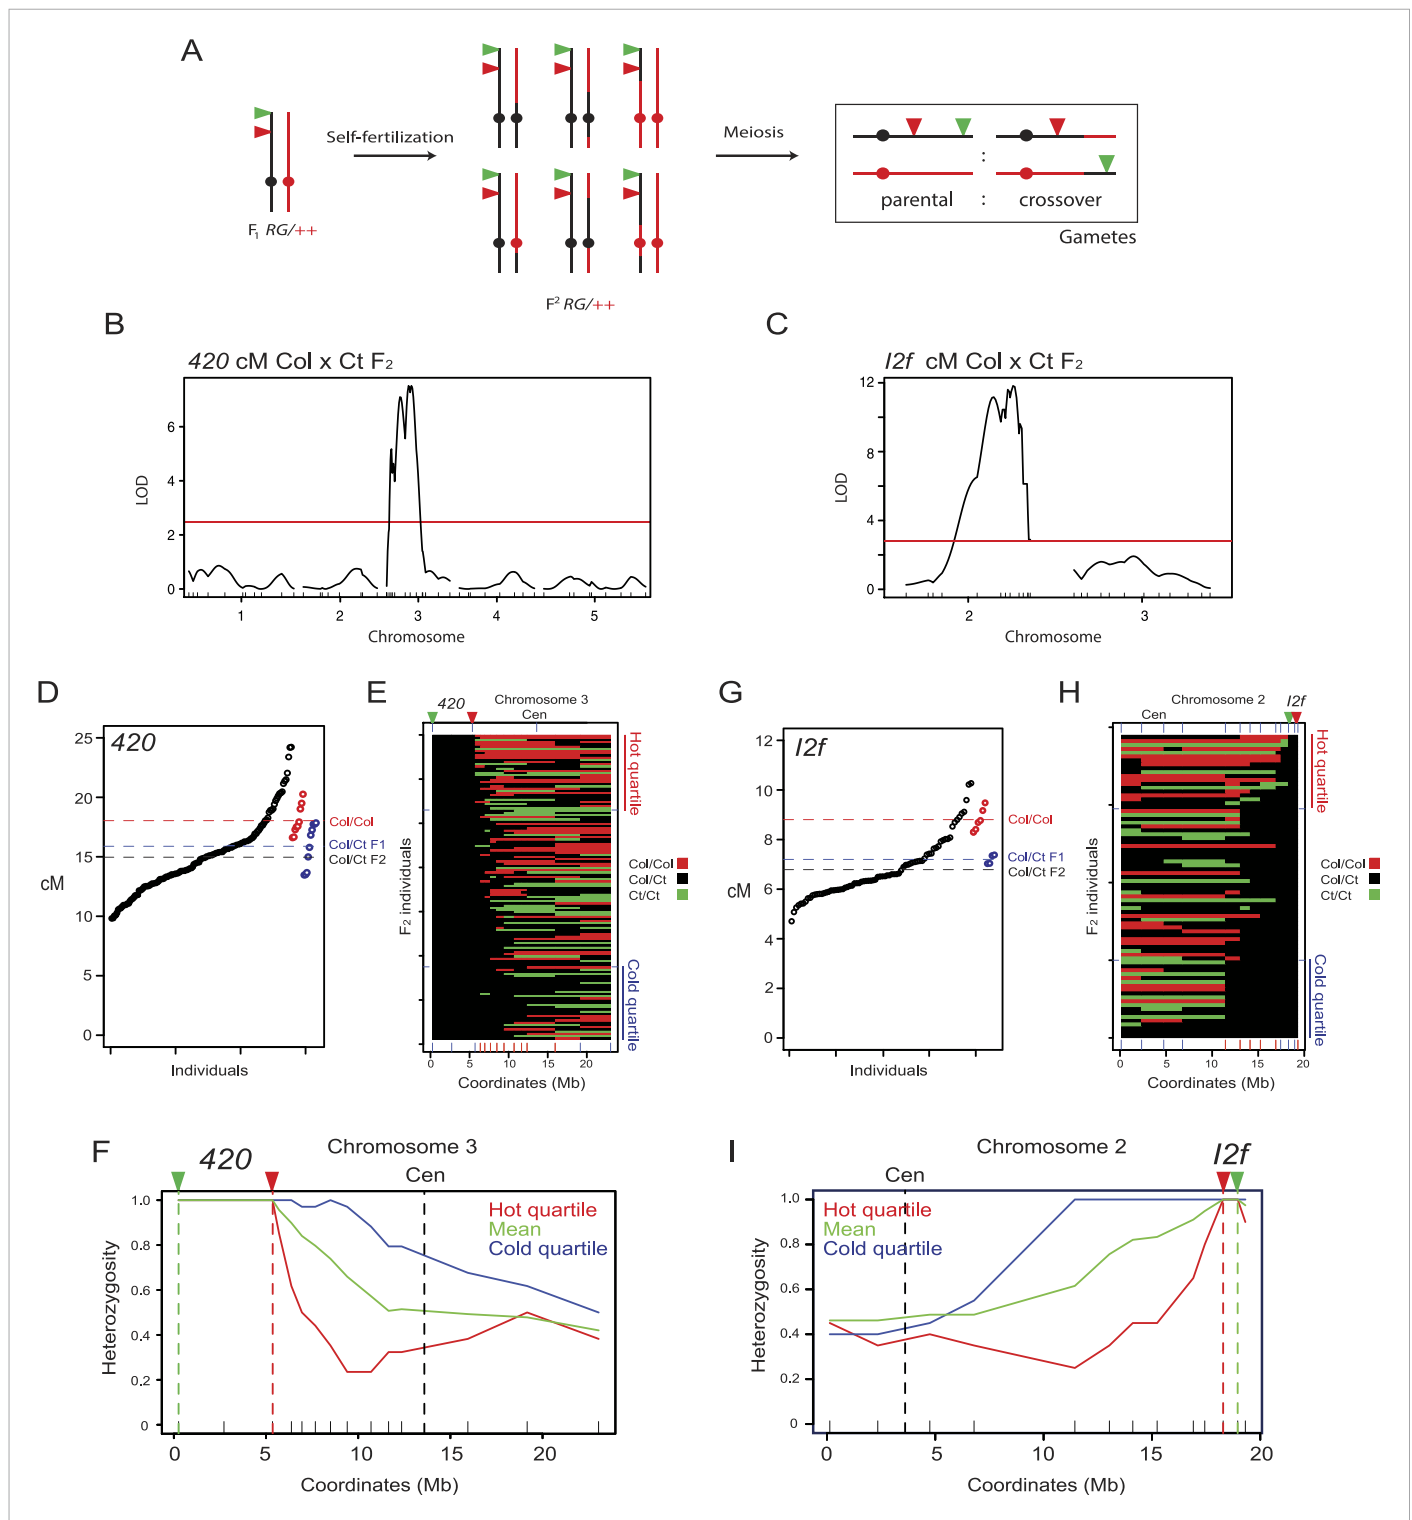 A
Self-fertilization
Meiosis
F1 RG/++
F2 RG/++
parental : crossover
:
Gametes
B
420 cM Col x Ct F2
LOD
6
4
2
0
1 2 3 4 5
Chromosome
C
I2f cM Col x Ct F2
LOD
12
8
4
2
0
2 3
Chromosome
D
420
cM
25
20
15
10
5
0
Col/Col
Col/Ct F1
Col/Ct F2
Individuals
E
420
Chromosome 3
Cen
F2 individuals
Hot quartile
Cold quartile
Col/Col
Col/Ct
Ct/Ct
0 5 10 15 20
Coordinates (Mb)
G
I2f
cM
12
10
8
6
4
2
0
Col/Col
Col/Ct F1
Col/Ct F2
Individuals
H
Chromosome 2
I2f
Cen
F2 individuals
Hot quartile
Cold quartile
Col/Col
Col/Ct
Ct/Ct
0 5 10 15 20
Coordinates (Mb)
F
420
Chromosome 3
Cen
Heterozygosity
1.0
0.8
0.6
0.4
0.2
0
Hot quartile
Mean
Cold quartile
0 5 10 15 20
Coordinates (Mb)
I
Chromosome 2
I2f
Cen
Heterozygosity
1.0
0.8
0.6
0.4
0.2
0
Hot quartile
Mean
Cold quartile
0 5 10 15 20
Coordinates (Mb)